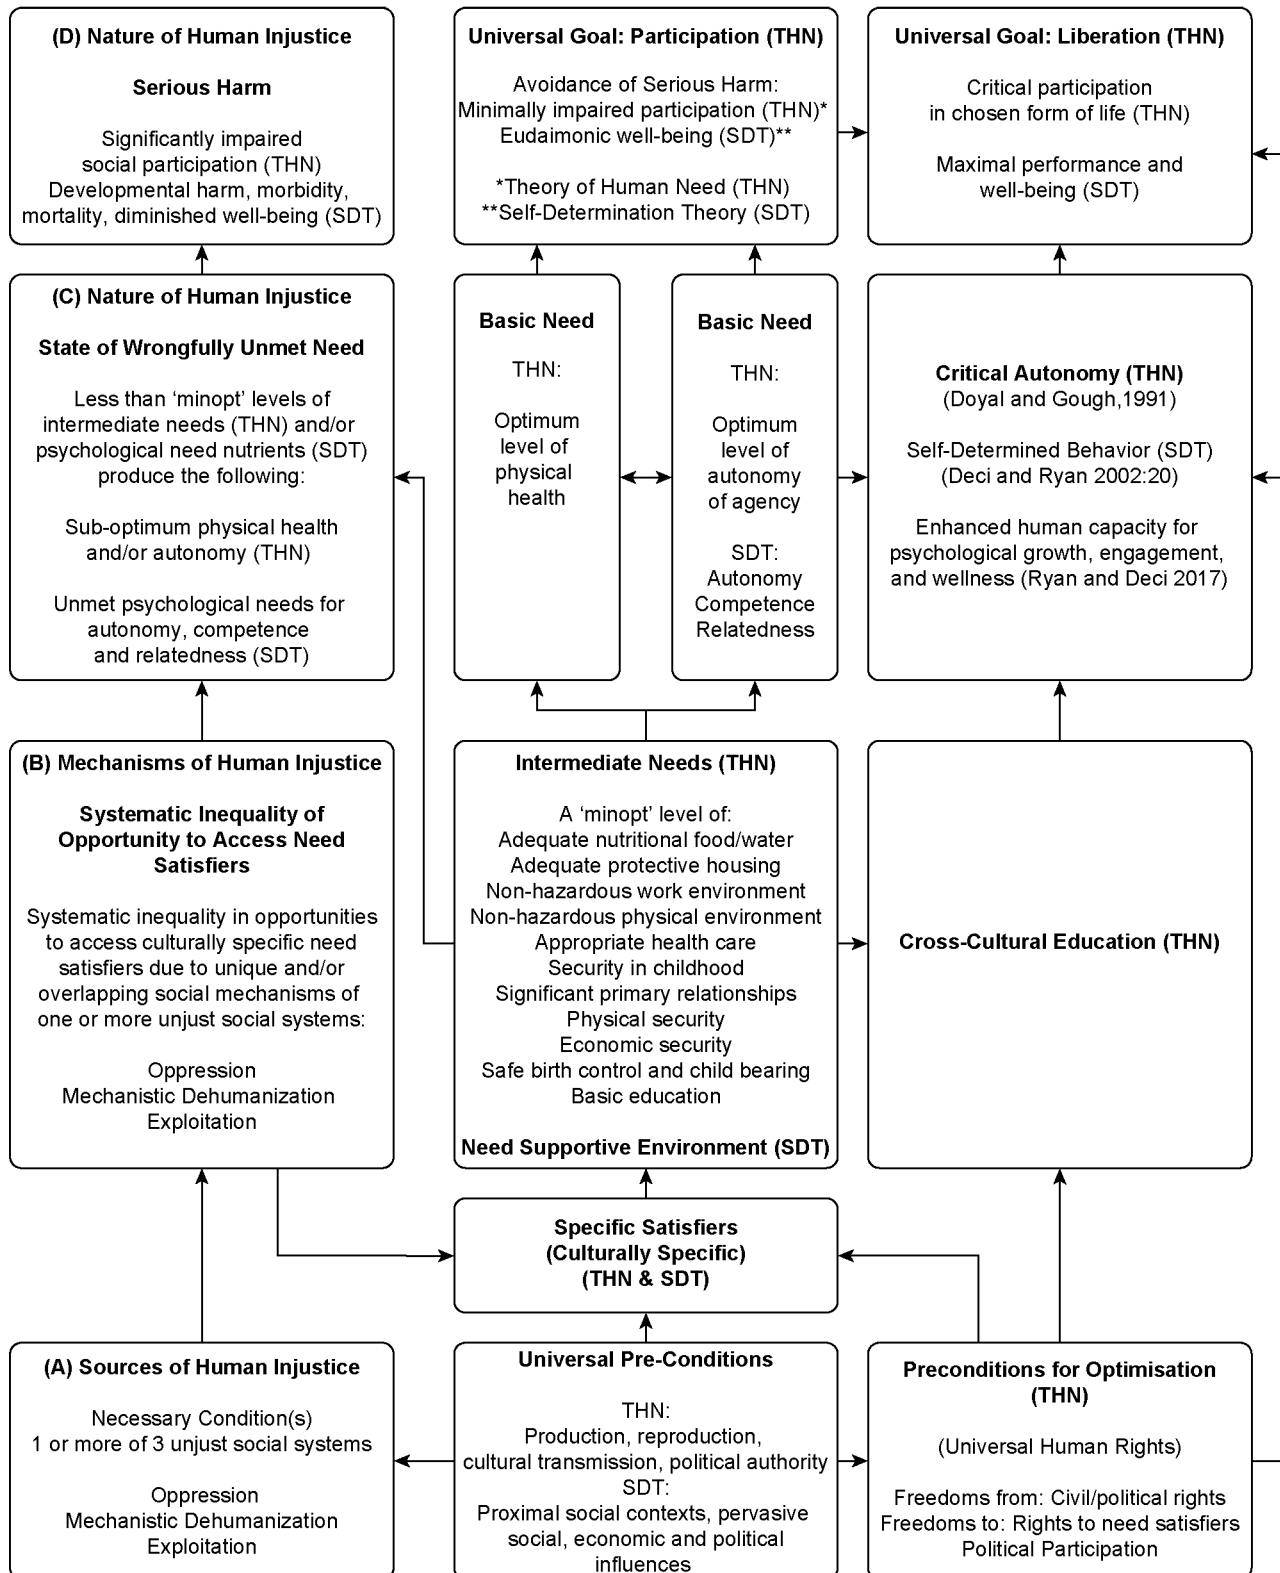 (D) Nature of Human Injustice
Serious Harm
Significantly impaired
social participation (THN)
Developmental harm, morbidity,
mortality, diminished well-being (SDT)
Universal Goal: Participation (THN)
Avoidance of Serious Harm:
Minimally impaired participation (THN)*
Eudaimonic well-being (SDT)**
*Theory of Human Need (THN)
**Self-Determination Theory (SDT)
Universal Goal: Liberation (THN)
Critical participation
in chosen form of life (THN)
Maximal performance and
well-being (SDT)
(C) Nature of Human Injustice
State of Wrongfully Unmet Need
Less than ‘minopt’ levels of
intermediate needs (THN) and/or
psychological need nutrients (SDT)
produce the following:
Sub-optimum physical health
and/or autonomy (THN)
Unmet psychological needs for
autonomy, competence
and relatedness (SDT)
Basic Need
THN:
Optimum
level of
physical
health
Basic Need
THN:
Optimum
level of
autonomy
of agency
SDT:
Autonomy
Competence
Relatedness
Critical Autonomy (THN)
(Doyal and Gough,1991)
Self-Determined Behavior (SDT)
(Deci and Ryan 2002:20)
Enhanced human capacity for
psychological growth, engagement,
and wellness (Ryan and Deci 2017)
(B) Mechanisms of Human Injustice
Systematic Inequality of
Opportunity to Access Need
Satisfiers
Systematic inequality in opportunities
to access culturally specific need
satisfiers due to unique and/or
overlapping social mechanisms of
one or more unjust social systems:
Oppression
Mechanistic Dehumanization
Exploitation
Intermediate Needs (THN)
A ‘minopt’ level of:
Adequate nutritional food/water
Adequate protective housing
Non-hazardous work environment
Non-hazardous physical environment
Appropriate health care
Security in childhood
Significant primary relationships
Physical security
Economic security
Safe birth control and child bearing
Basic education
Need Supportive Environment (SDT)
Cross-Cultural Education (THN)
Specific Satisfiers
(Culturally Specific)
(THN & SDT)
(A) Sources of Human Injustice
Necessary Condition(s)
1 or more of 3 unjust social systems
Oppression
Mechanistic Dehumanization
Exploitation
Universal Pre-Conditions
THN:
Production, reproduction,
cultural transmission, political authority
SDT:
Proximal social contexts, pervasive
social, economic and political
influences
Preconditions for Optimisation
(THN)
(Universal Human Rights)
Freedoms from: Civil/political rights
Freedoms to: Rights to need satisfiers
Political Participation